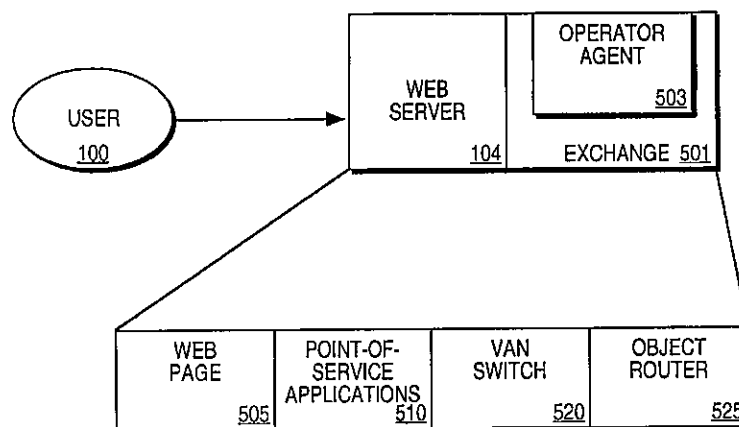 USER
100
WEB
SERVER
104
OPERATOR
AGENT
503
EXCHANGE 501
WEB
PAGE
505
POINT-OF-
SERVICE
APPLICATIONS
510
VAN
SWITCH
520
OBJECT
ROUTER
525